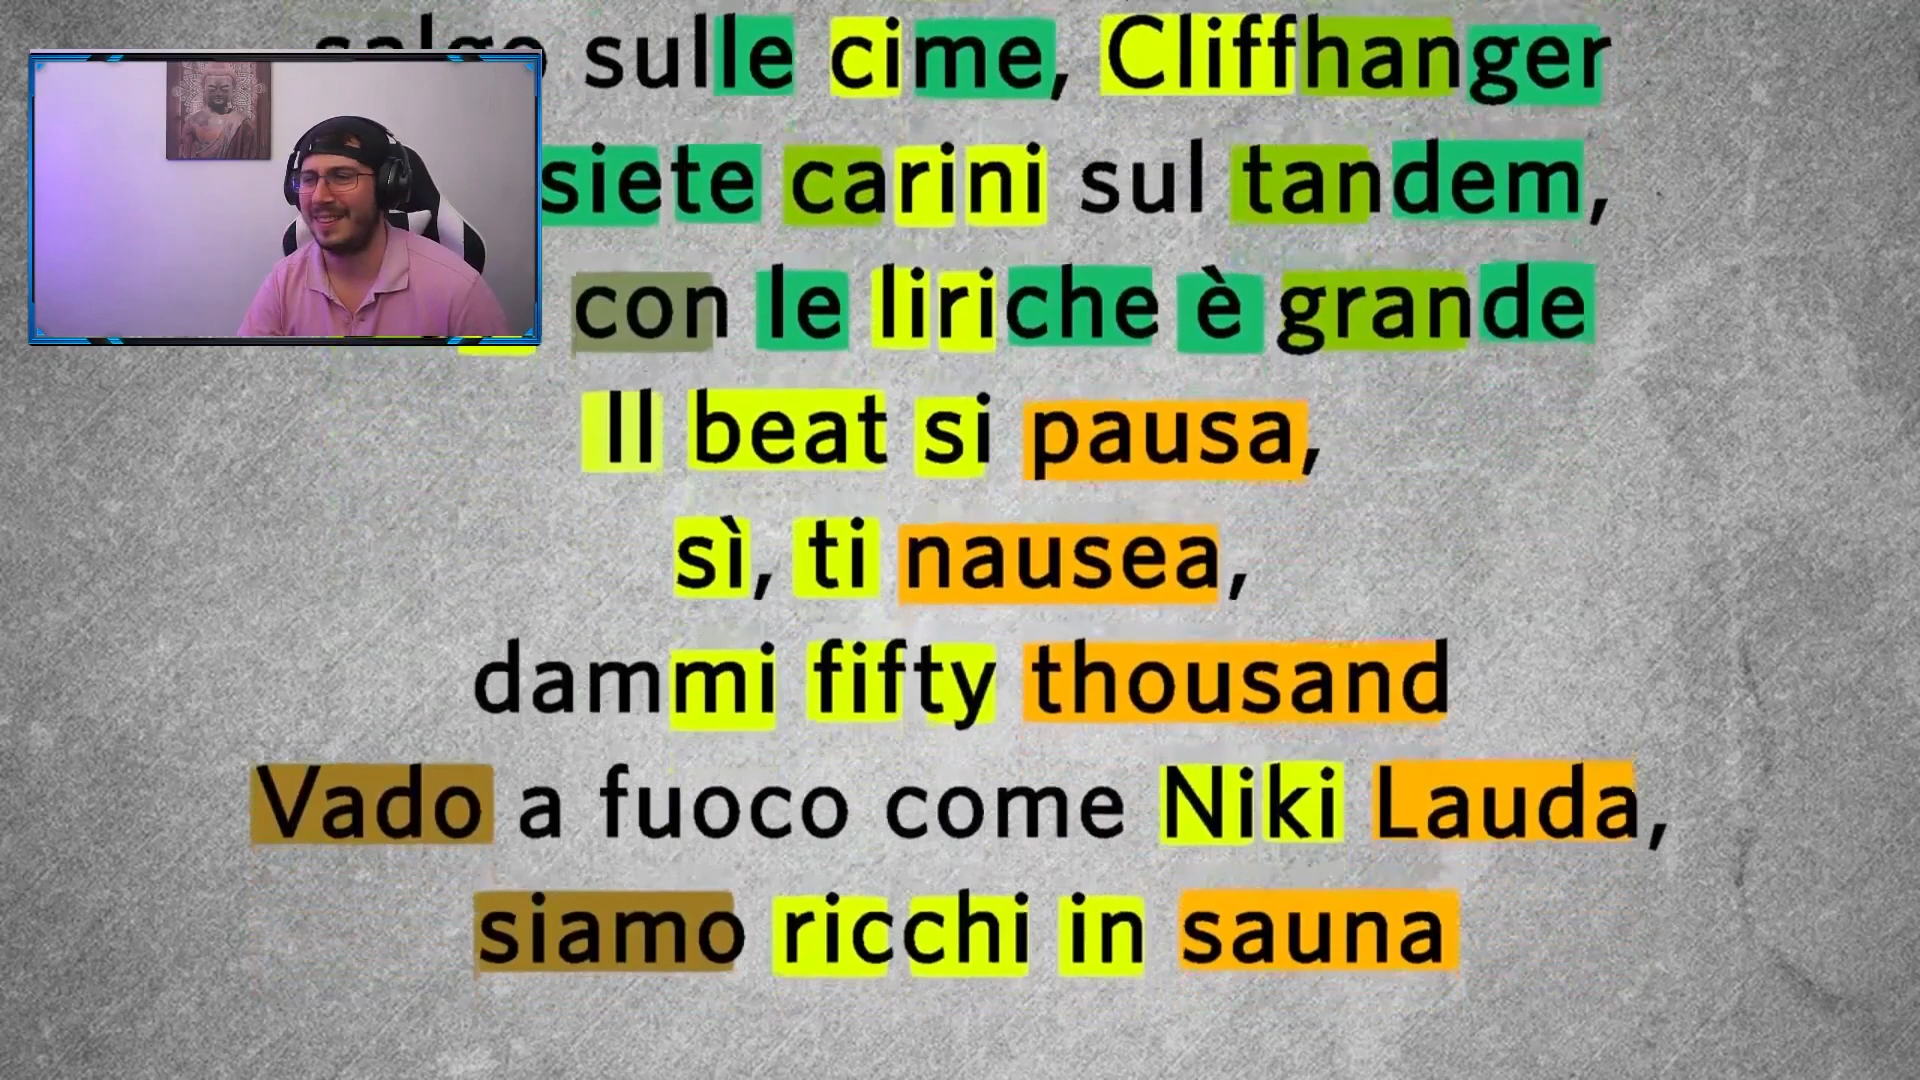 salgo sulle cime, Cliffhanger
siete carini sul tandem,
con le liriche è grande
Il beat si pausa,
sì, ti nausea,
dammi fifty thousand
Vado a fuoco come Niki Lauda,
siamo ricchi in sauna